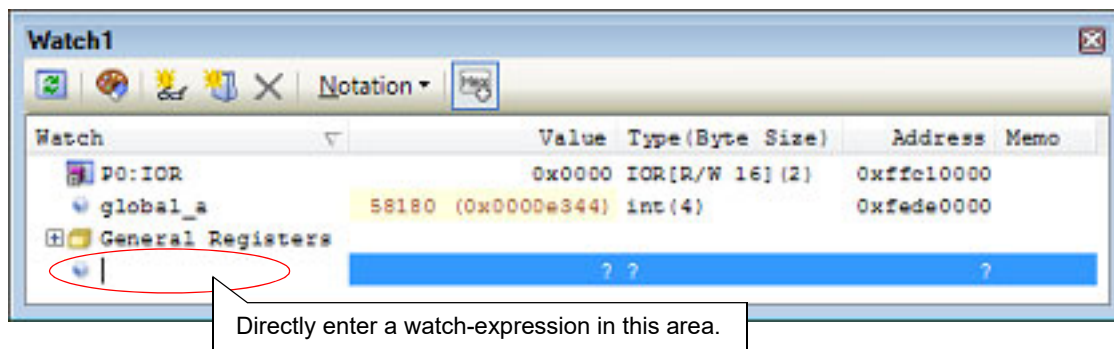 Watch1
Notation
Hex
Watch Value Type(Byte Size) Address Memo
P0:IOR 0x0000 IOR[R/W 16](2) 0xffc10000
global_a 58180 (0x0000e344) int(4) 0xfede0000
General Registers
? ? ?
Directly enter a watch-expression in this area.